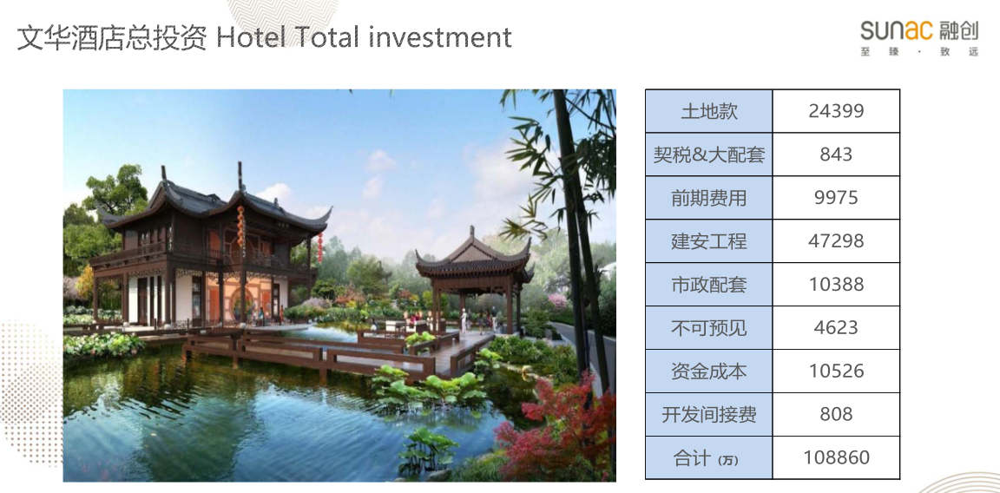 文华酒店总投资 Hotel Total investment
sunac 融创
至 臻 · 致 远
土地款 24399
契税&大配套 843
前期费用 9975
建安工程 47298
市政配套 10388
不可预见 4623
资金成本 10526
开发间接费 808
合计 (万) 108860